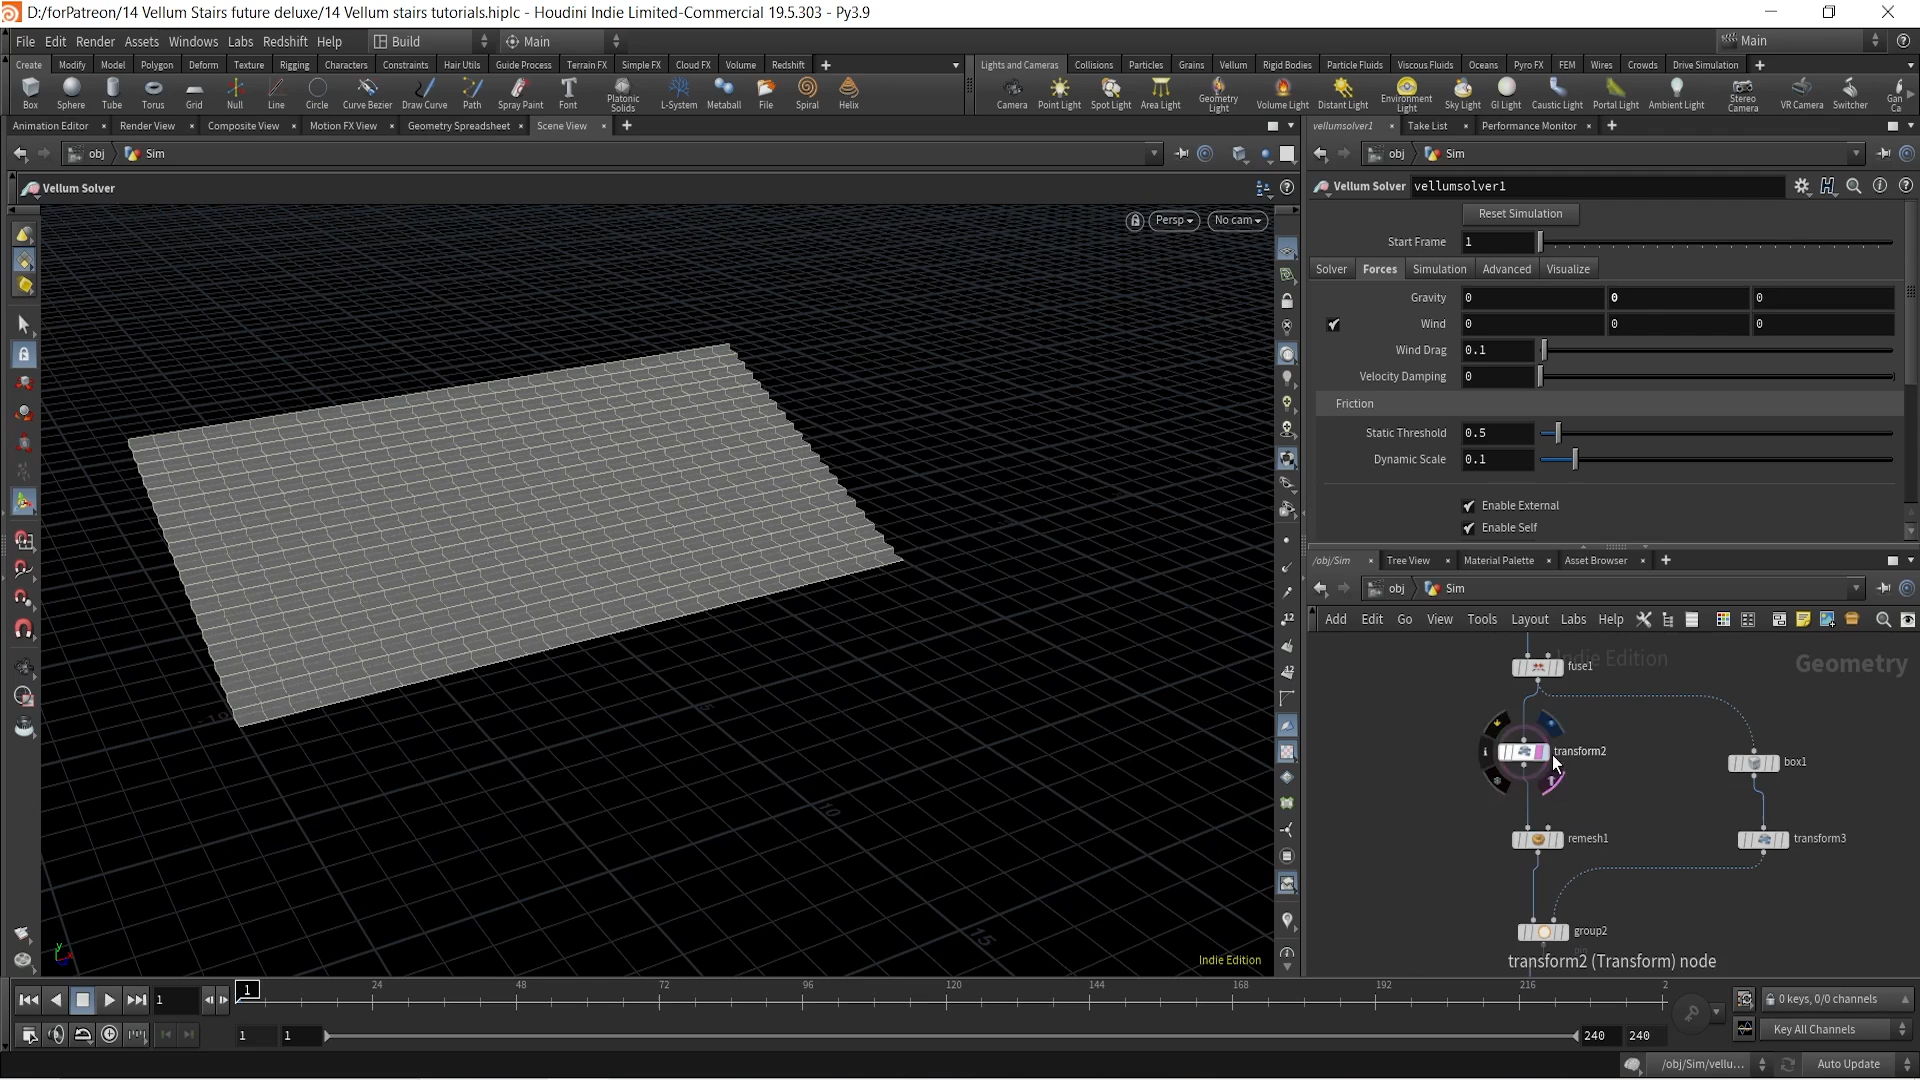 D:/forPatreon/14 Vellum Stairs future deluxe/14 Vellum stairs tutorials.hiplc - Houdini Indie Limited-Commercial 19.5.303 - Py3.9
File Edit Render Assets Windows Labs Redshift Help Build Main Main
Create Modify Model Polygon Deform Texture Rigging Characters Constraints Hair Utils Guide Process Terrain FX Simple FX Cloud FX Volume Redshift
Lights and Cameras Collisions Particles Grains Vellum Rigid Bodies Particle Fluids Viscous Fluids Oceans Pyro FX FEM Wires Crowds Drive Simulation
Box Sphere Tube Torus Grid Null Line Circle Curve Bezier Draw Curve Path Spray Paint Font Platonic Solids L-System Metaball File Spiral Helix
Camera Point Light Spot Light Area Light Geometry Light Volume Light Distant Light Environment Light Sky Light GI Light Caustic Light Portal Light Ambient Light Stereo Camera VR Camera Switcher Gan Ca
Animation Editor Render View Composite View Motion FX View Geometry Spreadsheet Scene View
vellumsolver1 Take List Performance Monitor
obj Sim
obj Sim
Vellum Solver
Vellum Solver vellumsolver1
Persp No cam
Reset Simulation
Start Frame 1
Solver Forces Simulation Advanced Visualize
Gravity 0 0 0
Wind 0 0 0
Wind Drag 0.1
Velocity Damping 0
Friction
Static Threshold 0.5
Dynamic Scale 0.1
Enable External
Enable Self
/obj/Sim Tree View Material Palette Asset Browser
obj Sim
Add Edit Go View Tools Layout Labs Help
Indie Edition
Geometry
fuse1
transform2
box1
remesh1
transform3
group2
transform2 (Transform) node
5
10
15
Indie Edition
1 1 24 48 72 96 120 144 168 192 216 2
0 keys, 0/0 channels
1 1 240 240
Key All Channels
/obj/Sim/vellu... Auto Update